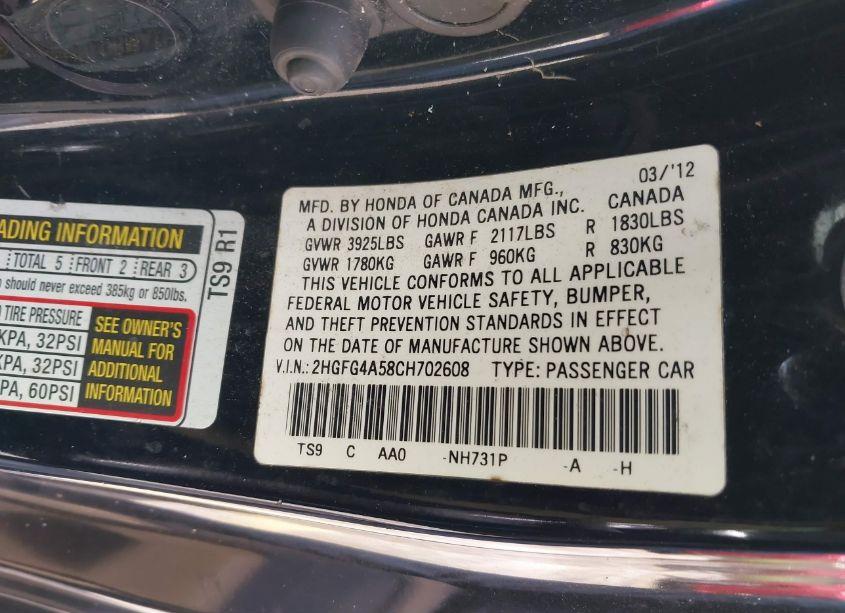 ADING INFORMATION
TOTAL 5 FRONT 2 REAR 3
o should never exceed 385kg or 850lbs.
TIRE PRESSURE
KPA, 32PSI
KPA, 32PSI
PA, 60PSI
SEE OWNER'S
MANUAL FOR
ADDITIONAL
INFORMATION
TS9 R1
03/'12
MFD. BY HONDA OF CANADA MFG.,
A DIVISION OF HONDA CANADA INC. CANADA
GVWR 3925LBS GAWR F 2117LBS R 1830LBS
GVWR 1780KG GAWR F 960KG R 830KG
THIS VEHICLE CONFORMS TO ALL APPLICABLE
FEDERAL MOTOR VEHICLE SAFETY, BUMPER,
AND THEFT PREVENTION STANDARDS IN EFFECT
ON THE DATE OF MANUFACTURE SHOWN ABOVE.
V.I.N.: 2HGFG4A58CH702608 TYPE: PASSENGER CAR
TS9 C AA0 -NH731P -A -H